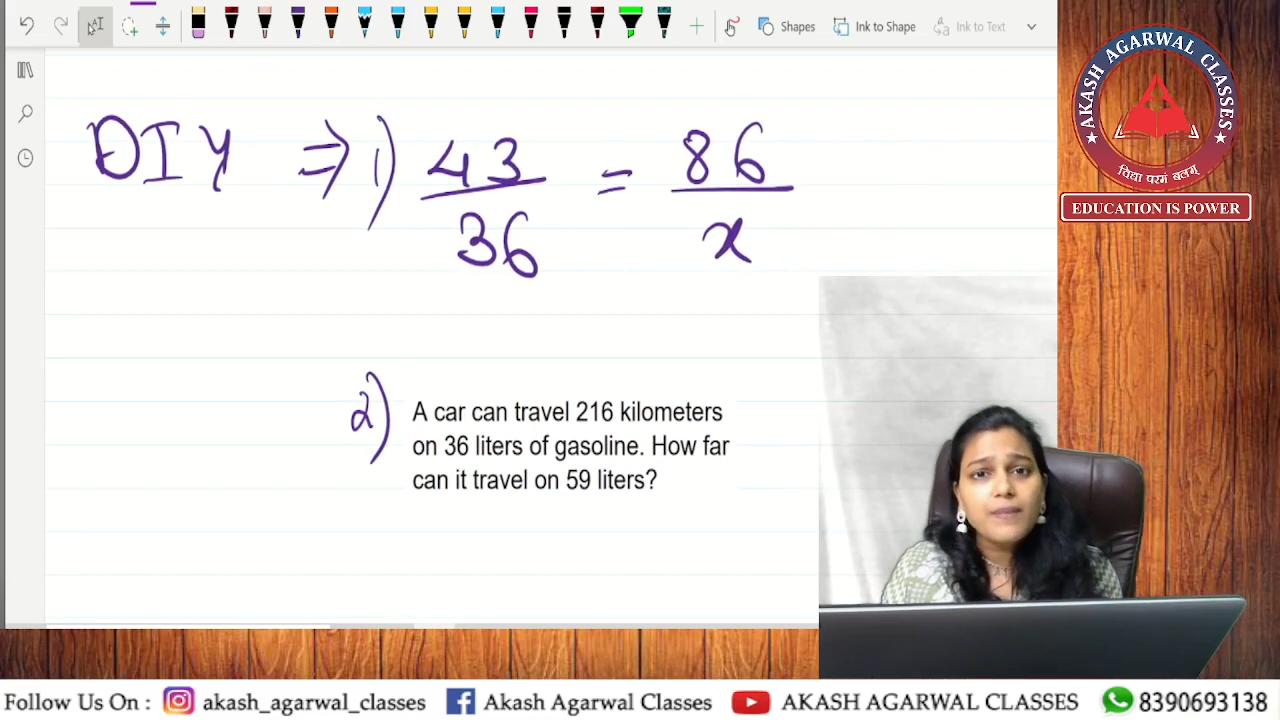 Shapes
Ink to Shape
Ink to Text
AKASH AGARWAL CLASSES
विद्या परमं बलम्
EDUCATION IS POWER
DIY ⇒ 1) 43/36 = 86/x
2)
A car can travel 216 kilometers
on 36 liters of gasoline. How far
can it travel on 59 liters?
Follow Us On : akash_agarwal_classes Akash Agarwal Classes AKASH AGARWAL CLASSES 8390693138